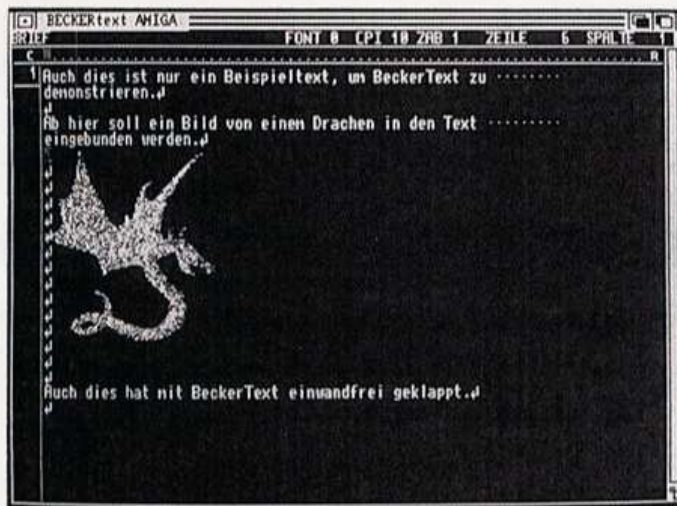 BECKERtext AMIGA
BRIEF FONT 0 CPI 10 ZAB 1 ZEILE 6 SPALTE 1
C R
1
Auch dies ist nur ein Beispieltext, um BeckerText zu ·········
demonstrieren.↲
↲
Ab hier soll ein Bild von einem Drachen in den Text ·········
eingebunden werden.↲
Auch dies hat mit BeckerText einwandfrei geklappt.↲
↲